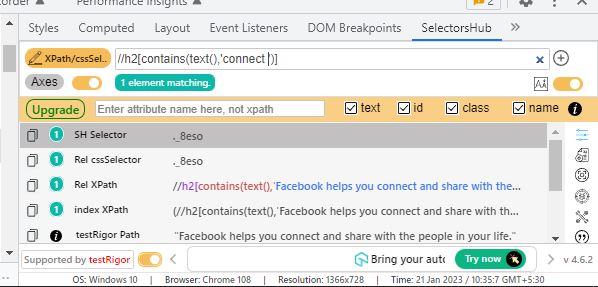 Performance insights
2
Styles Computed Layout Event Listeners DOM Breakpoints SelectorsHub
XPath/cssSel.. //h2[contains(text(),'connect ')]
Axes 1 element matching.
Upgrade Enter attribute name here, not xpath text id class name
1 SH Selector ._8eso
1 Rel cssSelector ._8eso
1 Rel XPath //h2[contains(text(),'Facebook helps you connect and share with the...
1 index XPath (//h2[contains(text(),'Facebook helps you connect and share with th...
testRigor Path "Facebook helps you connect and share with the people in your life."
Supported by testRigor Bring your auto Try now v 4.6.2
OS: Windows 10 | Browser: Chrome 108 | Resolution: 1366x728 | Time: 21 Jan 2023 / 10:35:7 GMT+5:30